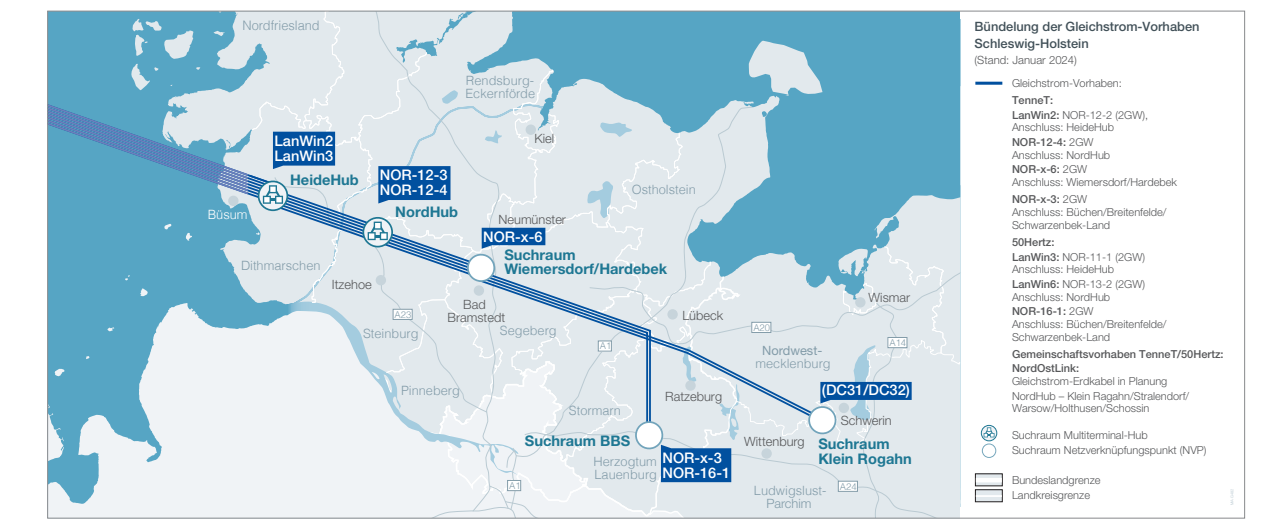 Nordfriesland
Rendsburg-
Eckernförde
Kiel
LanWin2
LanWin3
HeideHub
NOR-12-3
NOR-12-4
NordHub
Ostholstein
Büsum
Neumünster
NOR-x-6
Suchraum
Wiemersdorf/Hardebek
Dithmarschen
Itzehoe
Bad
Bramstedt
Wismar
A23
Steinburg
Segeberg
Lübeck
A20
A1
A14
Nordwest-
mecklenburg
Pinneberg
Ratzeburg
(DC31/DC32)
Stormarn
Schwerin
Suchraum BBS
Wittenburg
Suchraum
Klein Rogahn
Herzogtum
Lauenburg
NOR-x-3
NOR-16-1
A1
A24
Ludwigslust-
Parchim
Bündelung der Gleichstrom-Vorhaben
Schleswig-Holstein
(Stand: Januar 2024)
Gleichstrom-Vorhaben:
TenneT:
LanWin2: NOR-12-2 (2GW),
Anschluss: HeideHub
NOR-12-4: 2GW
Anschluss: NordHub
NOR-x-6: 2GW
Anschluss: Wiemersdorf/Hardebek
NOR-x-3: 2GW
Anschluss: Büchen/Breitenfelde/
Schwarzenbek-Land
50Hertz:
LanWin3: NOR-11-1 (2GW)
Anschluss: HeideHub
LanWin6: NOR-13-2 (2GW)
Anschluss: NordHub
NOR-16-1: 2GW
Anschluss: Büchen/Breitenfelde/
Schwarzenbek-Land
Gemeinschaftsvorhaben TenneT/50Hertz:
NordOstLink:
Gleichstrom-Erdkabel in Planung
NordHub – Klein Ragahn/Stralendorf/
Warsow/Holthusen/Schossin
Suchraum Multiterminal-Hub
Suchraum Netzverknüpfungspunkt (NVP)
Bundeslandgrenze
Landkreisgrenze